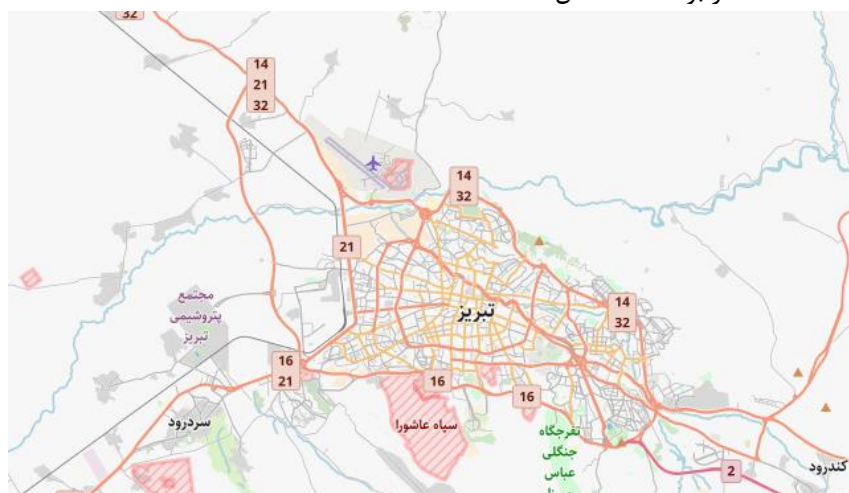 32
14
21
32
14
32
21
مجتمع
پتروشیمی
تبریز
تبریز
14
32
16
21
16
16
سپاه عاشورا
سردرود
تفرجگاه
جنگلی
عباس
کندرود
2